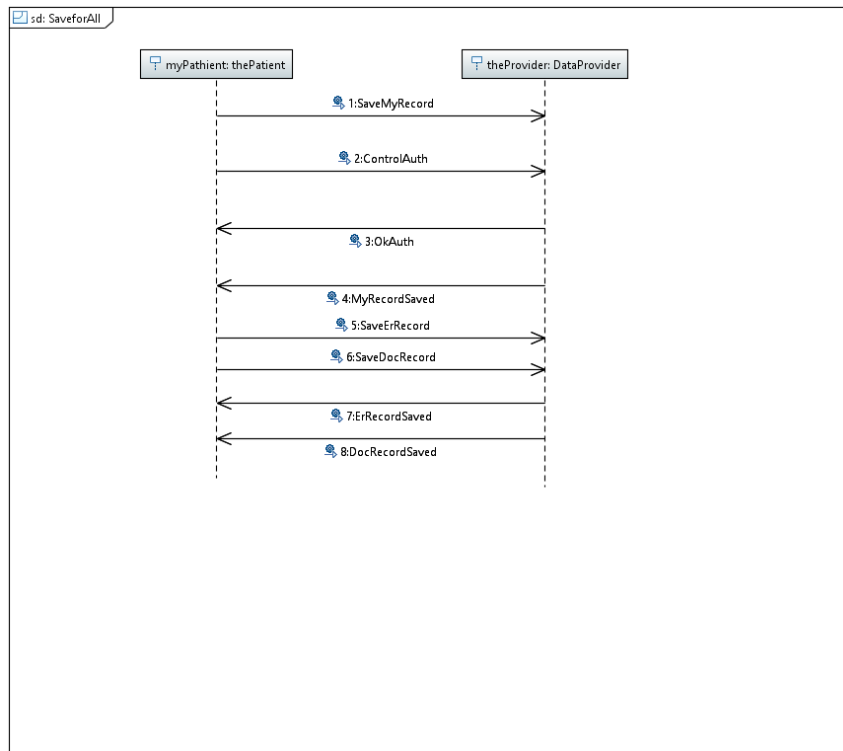 sd: SaveforAll
myPathient: thePatient
theProvider: DataProvider
1:SaveMyRecord
2:ControlAuth
3:OkAuth
4:MyRecordSaved
5:SaveErRecord
6:SaveDocRecord
7:ErRecordSaved
8:DocRecordSaved